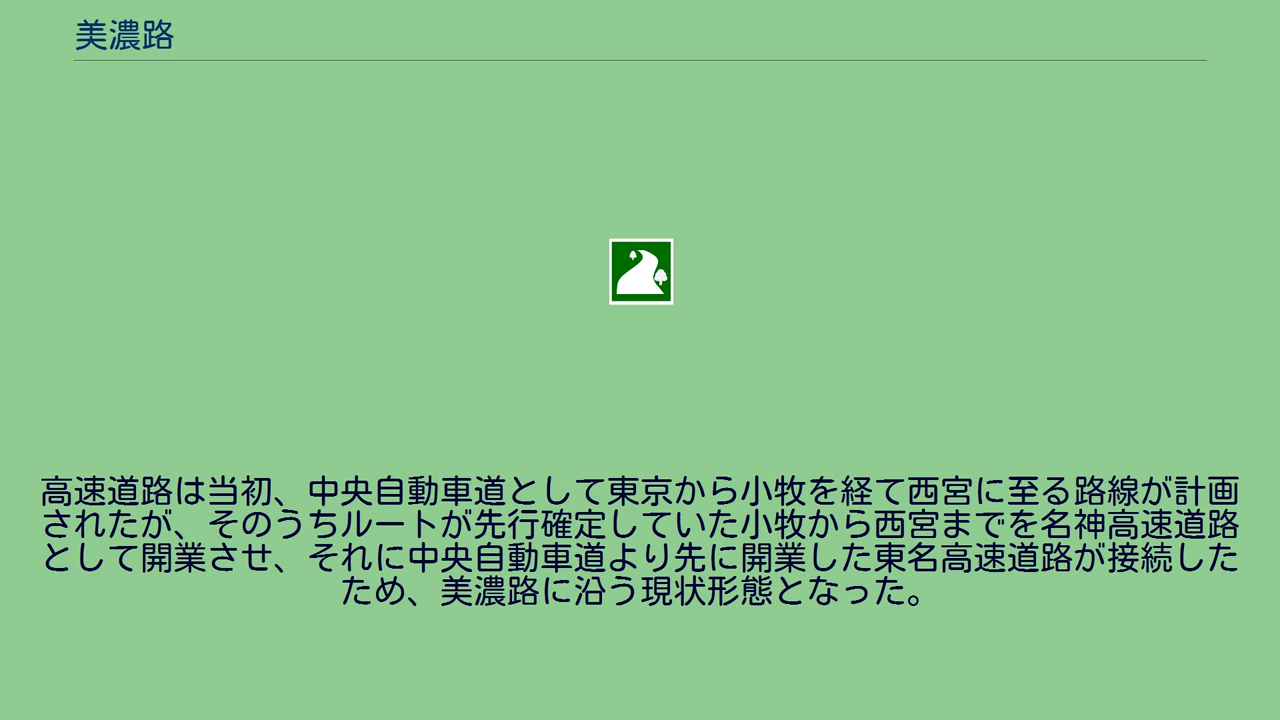 美濃路
高速道路は当初、中央自動車道として東京から小牧を経て西宮に至る路線が計画
されたが、そのうちルートが先行確定していた小牧から西宮までを名神高速道路
として開業させ、それに中央自動車道より先に開業した東名高速道路が接続した
ため、美濃路に沿う現状形態となった。